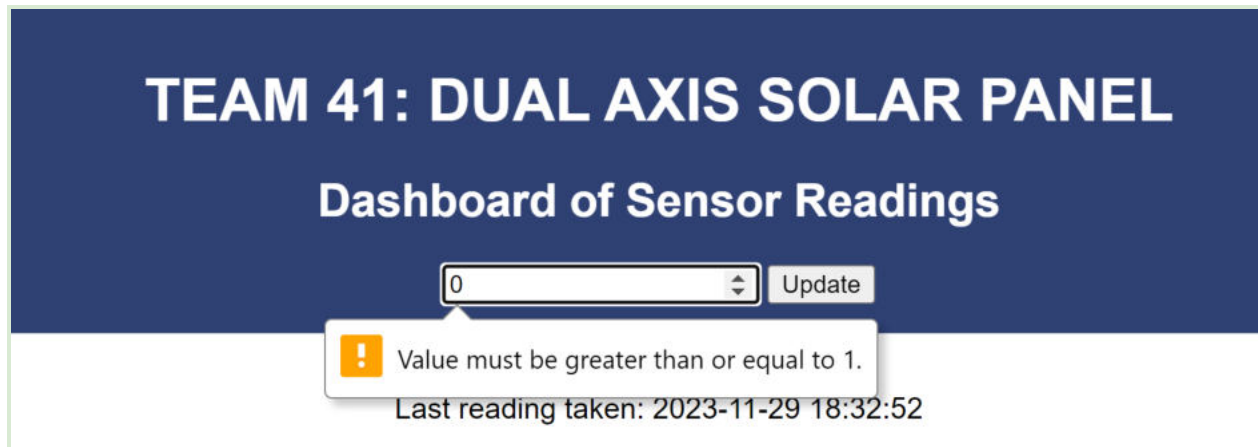 TEAM 41: DUAL AXIS SOLAR PANEL
Dashboard of Sensor Readings
0 Update
Value must be greater than or equal to 1.
Last reading taken: 2023-11-29 18:32:52